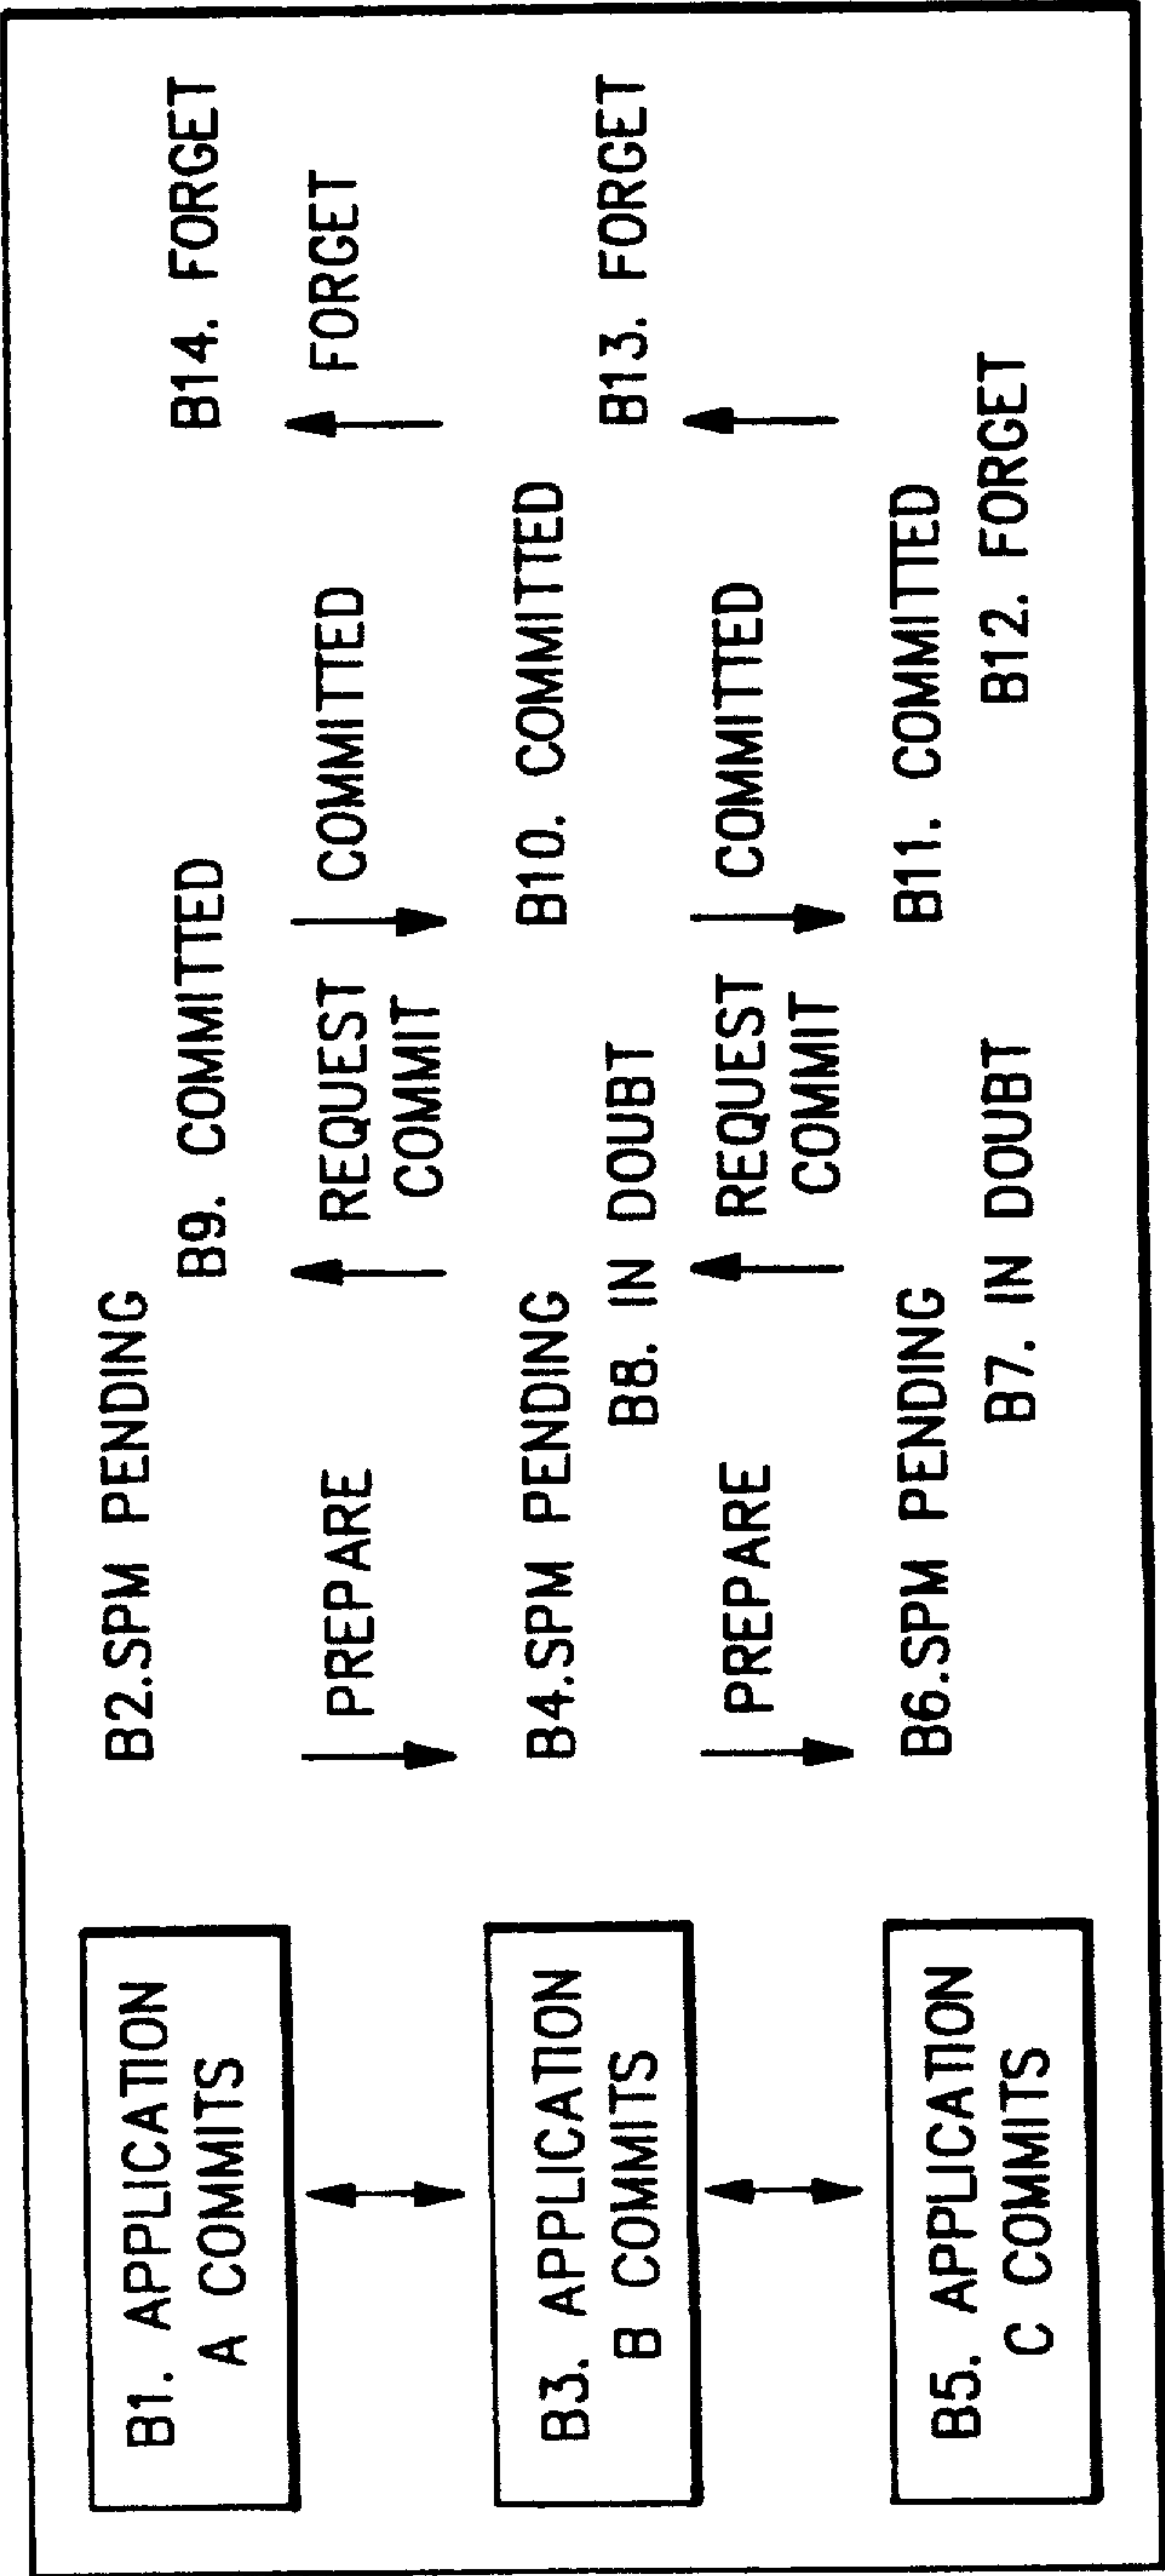 B1. APPLICATION
A COMMITS
B2.SPM PENDING
B9. COMMITTED
B14. FORGET
PREPARE
REQUEST
COMMIT
COMMITTED
FORGET
B3. APPLICATION
B COMMITS
B4.SPM PENDING
B8. IN DOUBT
B10. COMMITTED
B13. FORGET
PREPARE
REQUEST
COMMIT
COMMITTED
B5. APPLICATION
C COMMITS
B6.SPM PENDING
B7. IN DOUBT
B11. COMMITTED
B12. FORGET